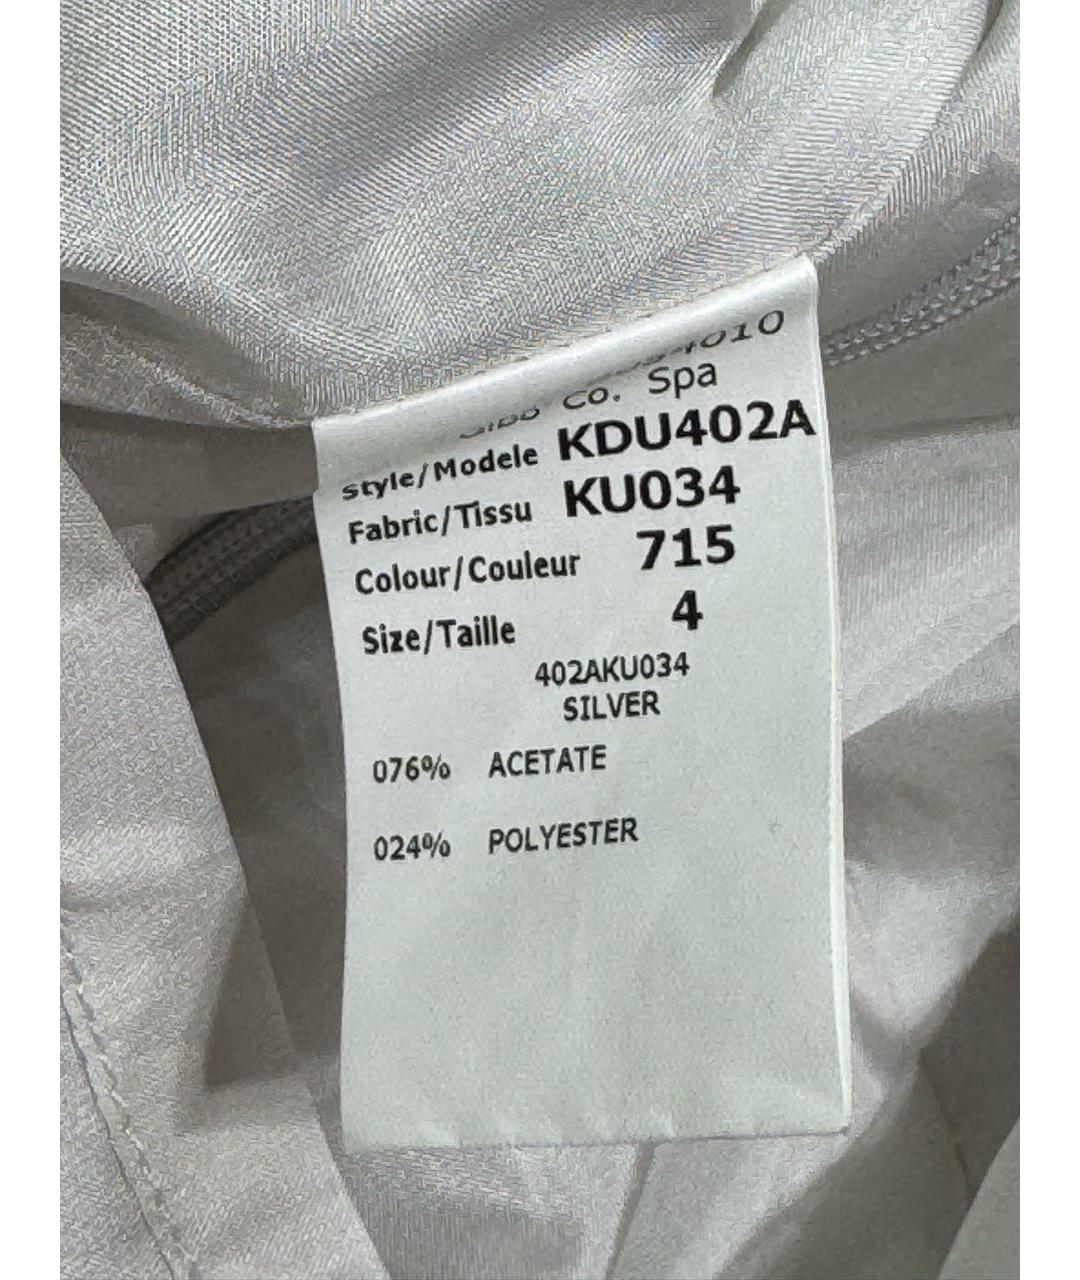 Co. Spa
Style/Modele KDU402A
Fabric/Tissu KU034
Colour/Couleur 715
Size/Taille 4
402AKU034
SILVER
076% ACETATE
024% POLYESTER